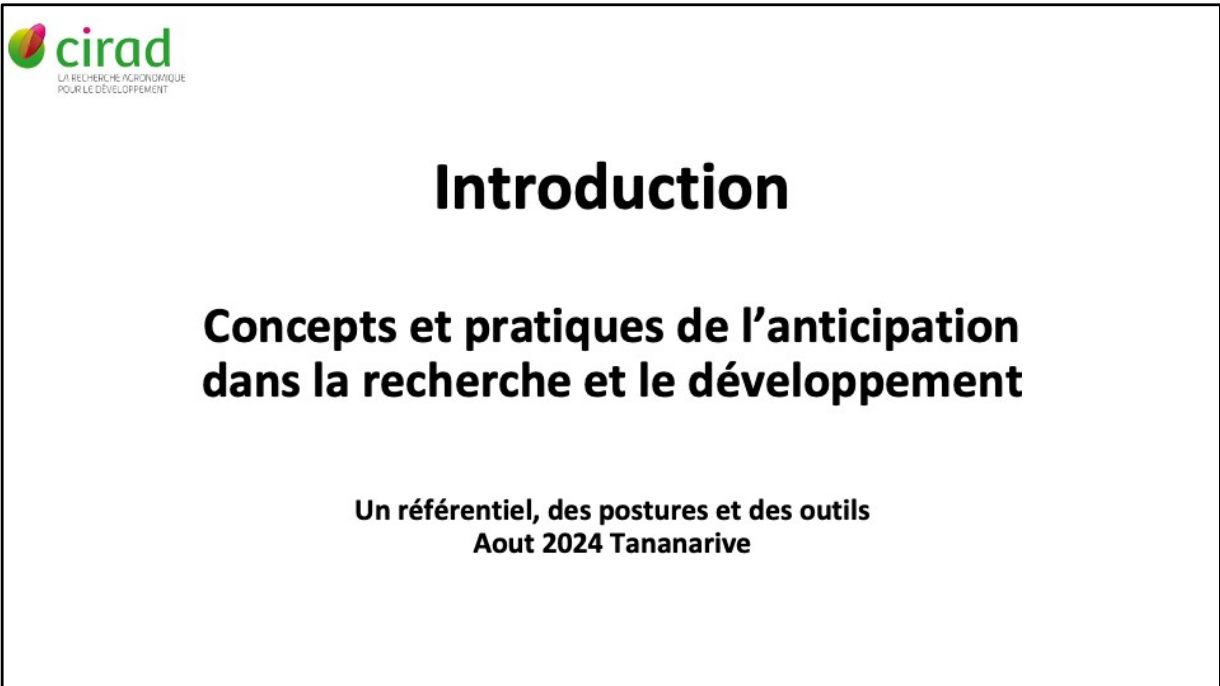 cirad
LA RECHERCHE AGRONOMIQUE
POUR LE DÉVELOPPEMENT
Introduction
Concepts et pratiques de l’anticipation
dans la recherche et le développement
Un référentiel, des postures et des outils
Aout 2024 Tananarive